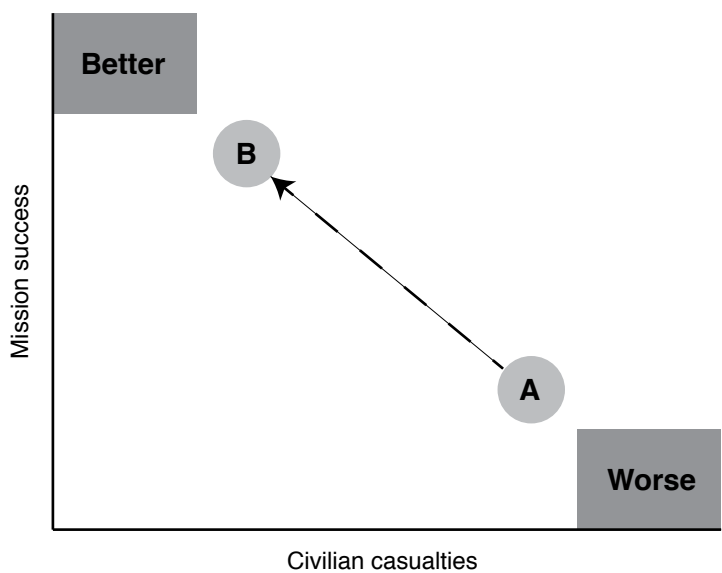 Better
B
Mission success
A
Worse
Civilian casualties